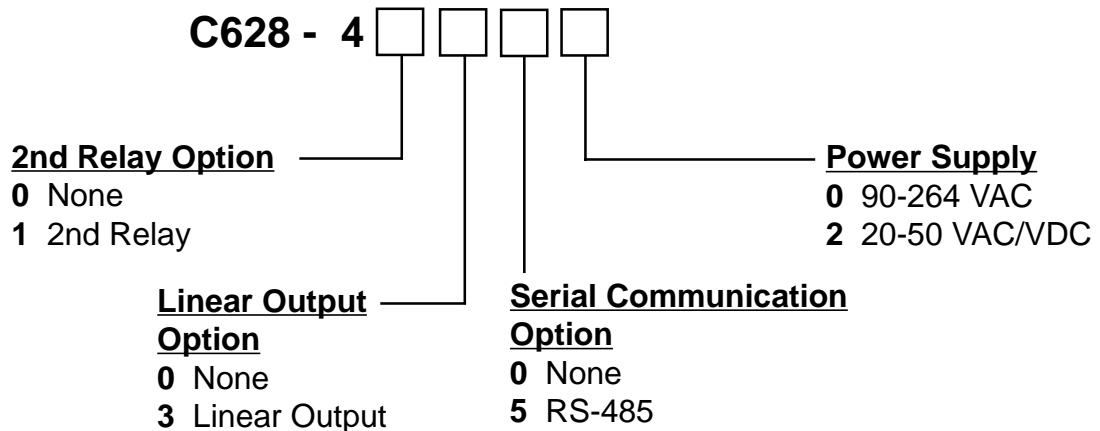 C628 - 4
2nd Relay Option
0 None
1 2nd Relay
Power Supply
0 90-264 VAC
2 20-50 VAC/VDC
Linear Output
Option
0 None
3 Linear Output
Serial Communication
Option
0 None
5 RS-485